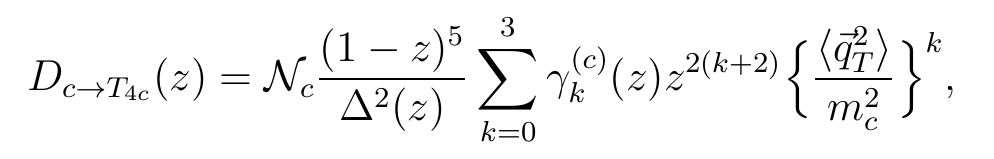 D_{c \to T_{4c}}(z) = \mathcal{N}_c \frac{(1-z)^5}{\Delta^2(z)} \sum_{k=0}^{3} \gamma_k^{(c)}(z) z^{2(k+2)} \left\{ \frac{\langle \vec{q}_T^2 \rangle}{m_c^2} \right\}^k,